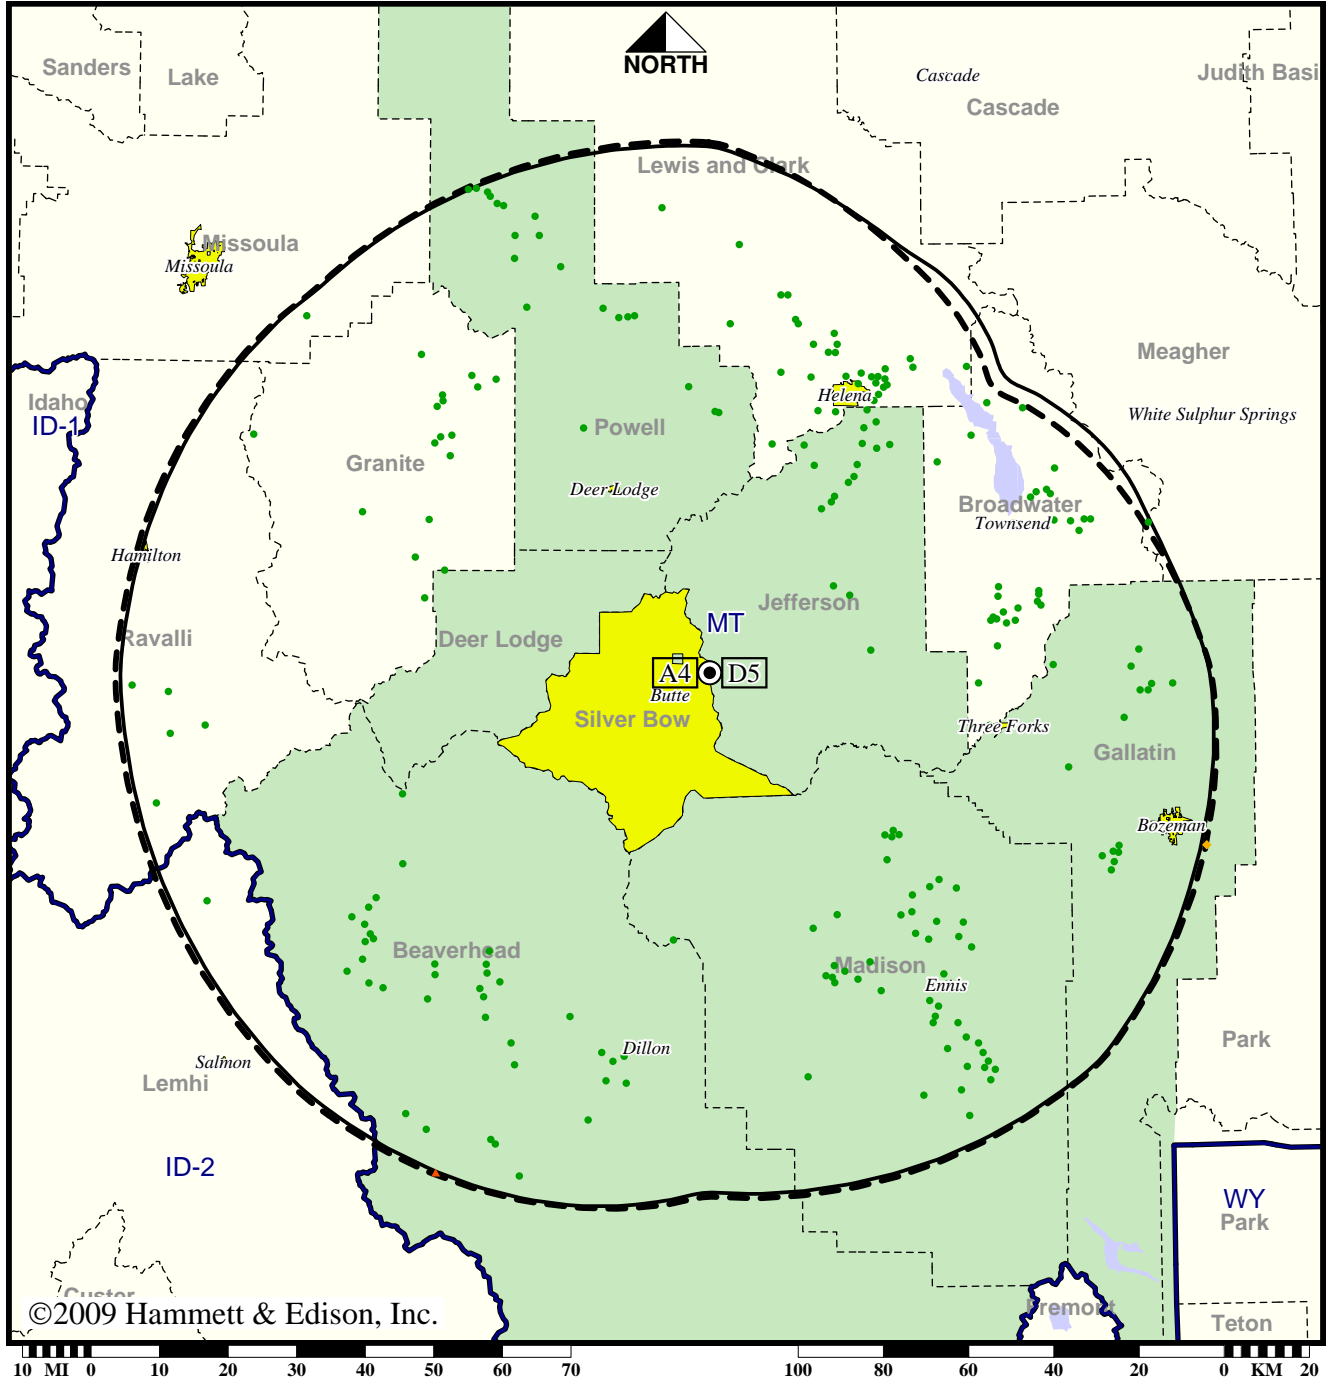 NORTH
Sanders
Lake
Cascade
Cascade
Judith Basi
Lewis and Clark
Missoula
Missoula
Meagher
White Sulphur Springs
Idaho
ID-1
Helena
Powell
Granite
Deer Lodge
Broadwater
Townsend
Hamilton
Jefferson
MT
Ravalli
Deer Lodge
A4
D5
Butte
Silver Bow
Three Forks
Gallatin
Bozeman
Beaverhead
Madison
Ennis
Dillon
Park
Salmon
Lemhi
ID-2
WY
Park
Custer
Fremont
Teton
©2009 Hammett & Edison, Inc.
10 MI 0 10 20 30 40 50 60 70 100 80 60 40 20 0 KM 20